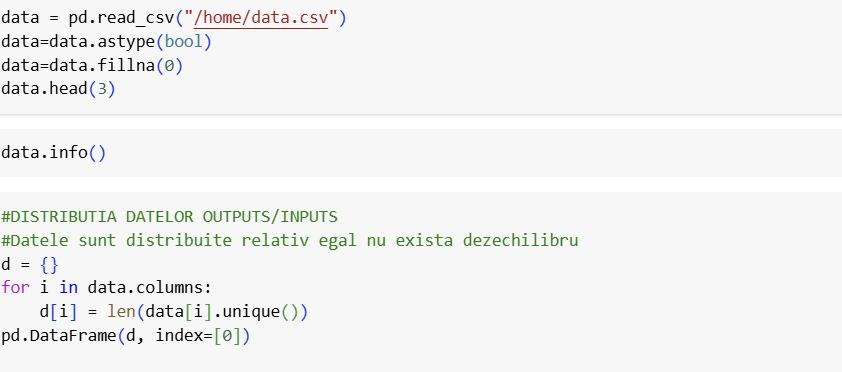 data = pd.read_csv("/home/data.csv")
data=data.astype(bool)
data=data.fillna(0)
data.head(3)
data.info()
#DISTRIBUTIA DATELOR OUTPUTS/INPUTS
#Datele sunt distribuite relativ egal nu exista dezechilibru
d = {}
for i in data.columns:
    d[i] = len(data[i].unique())
pd.DataFrame(d, index=[0])